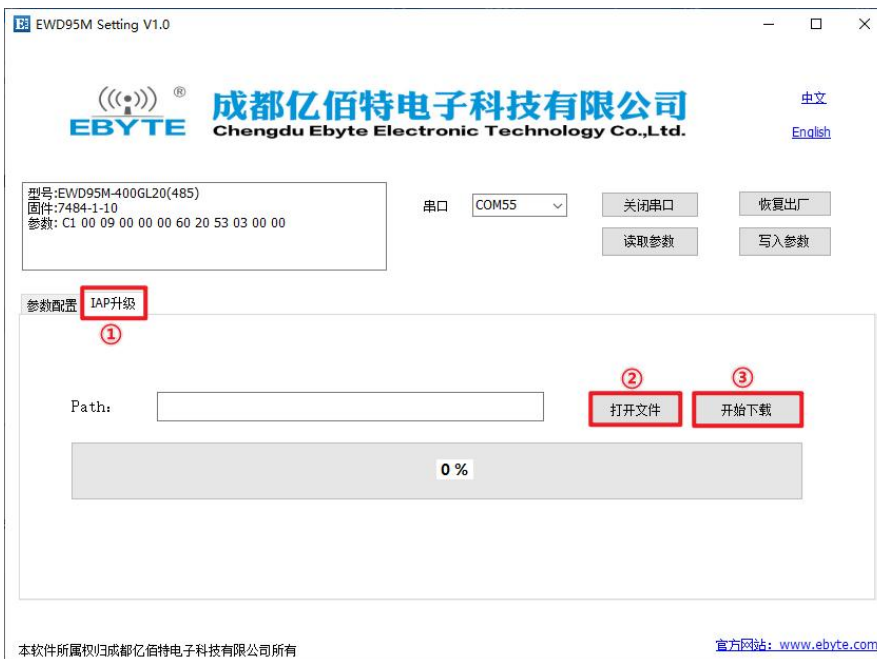 EWD95M Setting V1.0
®
EBYTE
成都亿佰特电子科技有限公司
Chengdu Ebyte Electronic Technology Co.,Ltd.
中文
English
型号:EWD95M-400GL20(485)
固件:7484-1-10
参数: C1 00 09 00 00 00 60 20 53 03 00 00
串口
COM55
关闭串口
恢复出厂
读取参数
写入参数
参数配置
IAP升级
①
②
③
Path:
打开文件
开始下载
0 %
本软件所属权归成都亿佰特电子科技有限公司所有
官方网站: www.ebyte.com